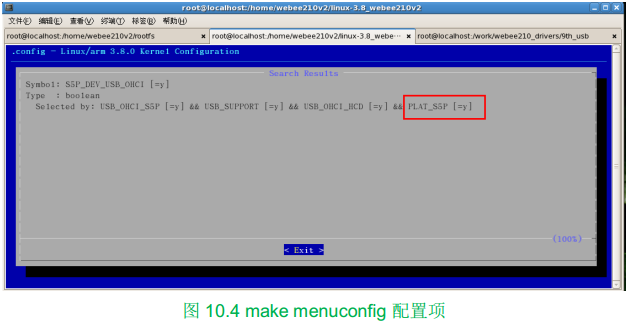 root@localhost:/home/webee210v2/linux-3.8_webee210v2
文件(F) 编辑(E) 查看(V) 终端(T) 标签(B) 帮助(H)
root@localhost:/home/webee210v2/rootfs root@localhost:/home/webee210v2/linux-3.8_webe… root@localhost:/work/webee210_drivers/9th_usb
.config - Linux/arm 3.8.0 Kernel Configuration
Search Results
Symbol: S5P_DEV_USB_OHCI [=y]
Type : boolean
Selected by: USB_OHCI_S5P [=y] && USB_SUPPORT [=y] && USB_OHCI_HCD [=y] && PLAT_S5P [=y]
(100%)
< Exit >
图 10.4 make menuconfig 配置项